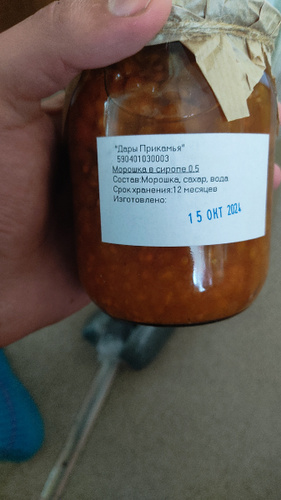 "Дары Прикамья"
590401030003
Морошка в сиропе 0,5
Состав:Морошка, сахар, вода
Срок хранения:12 месяцев
Изготовлено:
15 ОКТ 2024